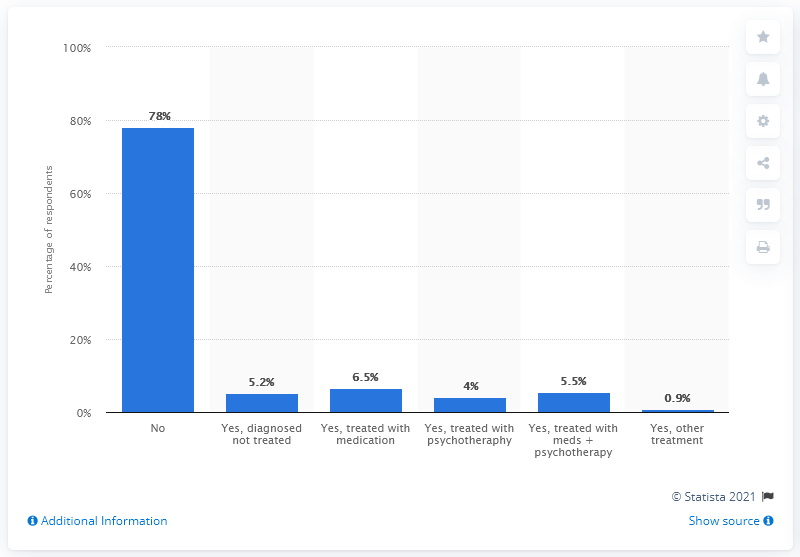 100%
80%
60%
40%
20%
0%
Percentage of respondents
78%
5.2%
6.5%
4%
5.5%
0.9%
No
Yes, diagnosed
not treated
Yes, treated with
medication
Yes, treated with
psychotheraphy
Yes, treated with
meds +
psychotherapy
Yes, other
treatment
© Statista 2021
Additional Information
Show source